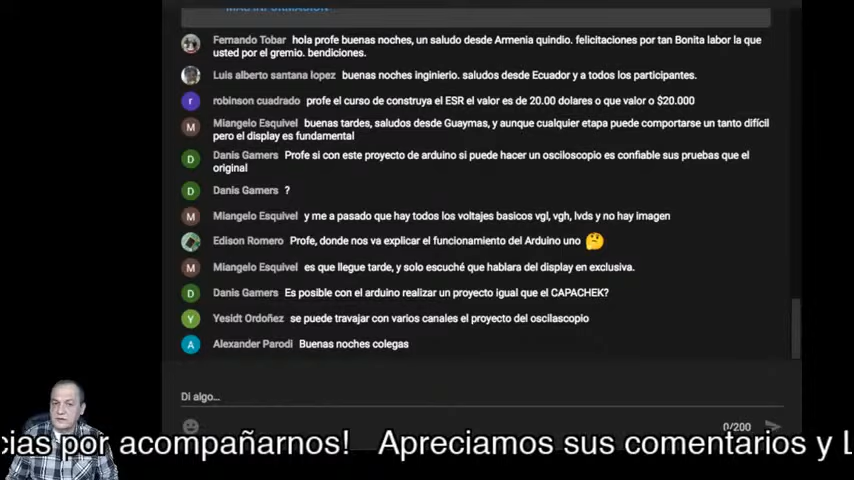 MÁS INFORMACIÓN
Fernando Tobar hola profe buenas noches, un saludo desde Armenia quindio. felicitaciones por tan Bonita labor la que
usted por el gremio. bendiciones.
Luis alberto santana lopez buenas noches inginierio. saludos desde Ecuador y a todos los participantes.
r robinson cuadrado profe el curso de construya el ESR el valor es de 20.00 dolares o que valor o $20.000
M Miangelo Esquivel buenas tardes, saludos desde Guaymas, y aunque cualquier etapa puede comportarse un tanto difícil
pero el display es fundamental
D Danis Gamers Profe si con este proyecto de arduino si puede hacer un osciloscopio es confiable sus pruebas que el
original
D Danis Gamers ?
M Miangelo Esquivel y me a pasado que hay todos los voltajes basicos vgl, vgh, lvds y no hay imagen
Edison Romero Profe, donde nos va explicar el funcionamiento del Arduino uno 🤔
M Miangelo Esquivel es que llegue tarde, y solo escuché que hablara del display en exclusiva.
D Danis Gamers Es posible con el arduino realizar un proyecto igual que el CAPACHEK?
Y Yesidt Ordoñez se puede travajar con varios canales el proyecto del oscilascopio
A Alexander Parodi Buenas noches colegas
Di algo...
0/200
cias por acompañarnos! Apreciamos sus comentarios y L